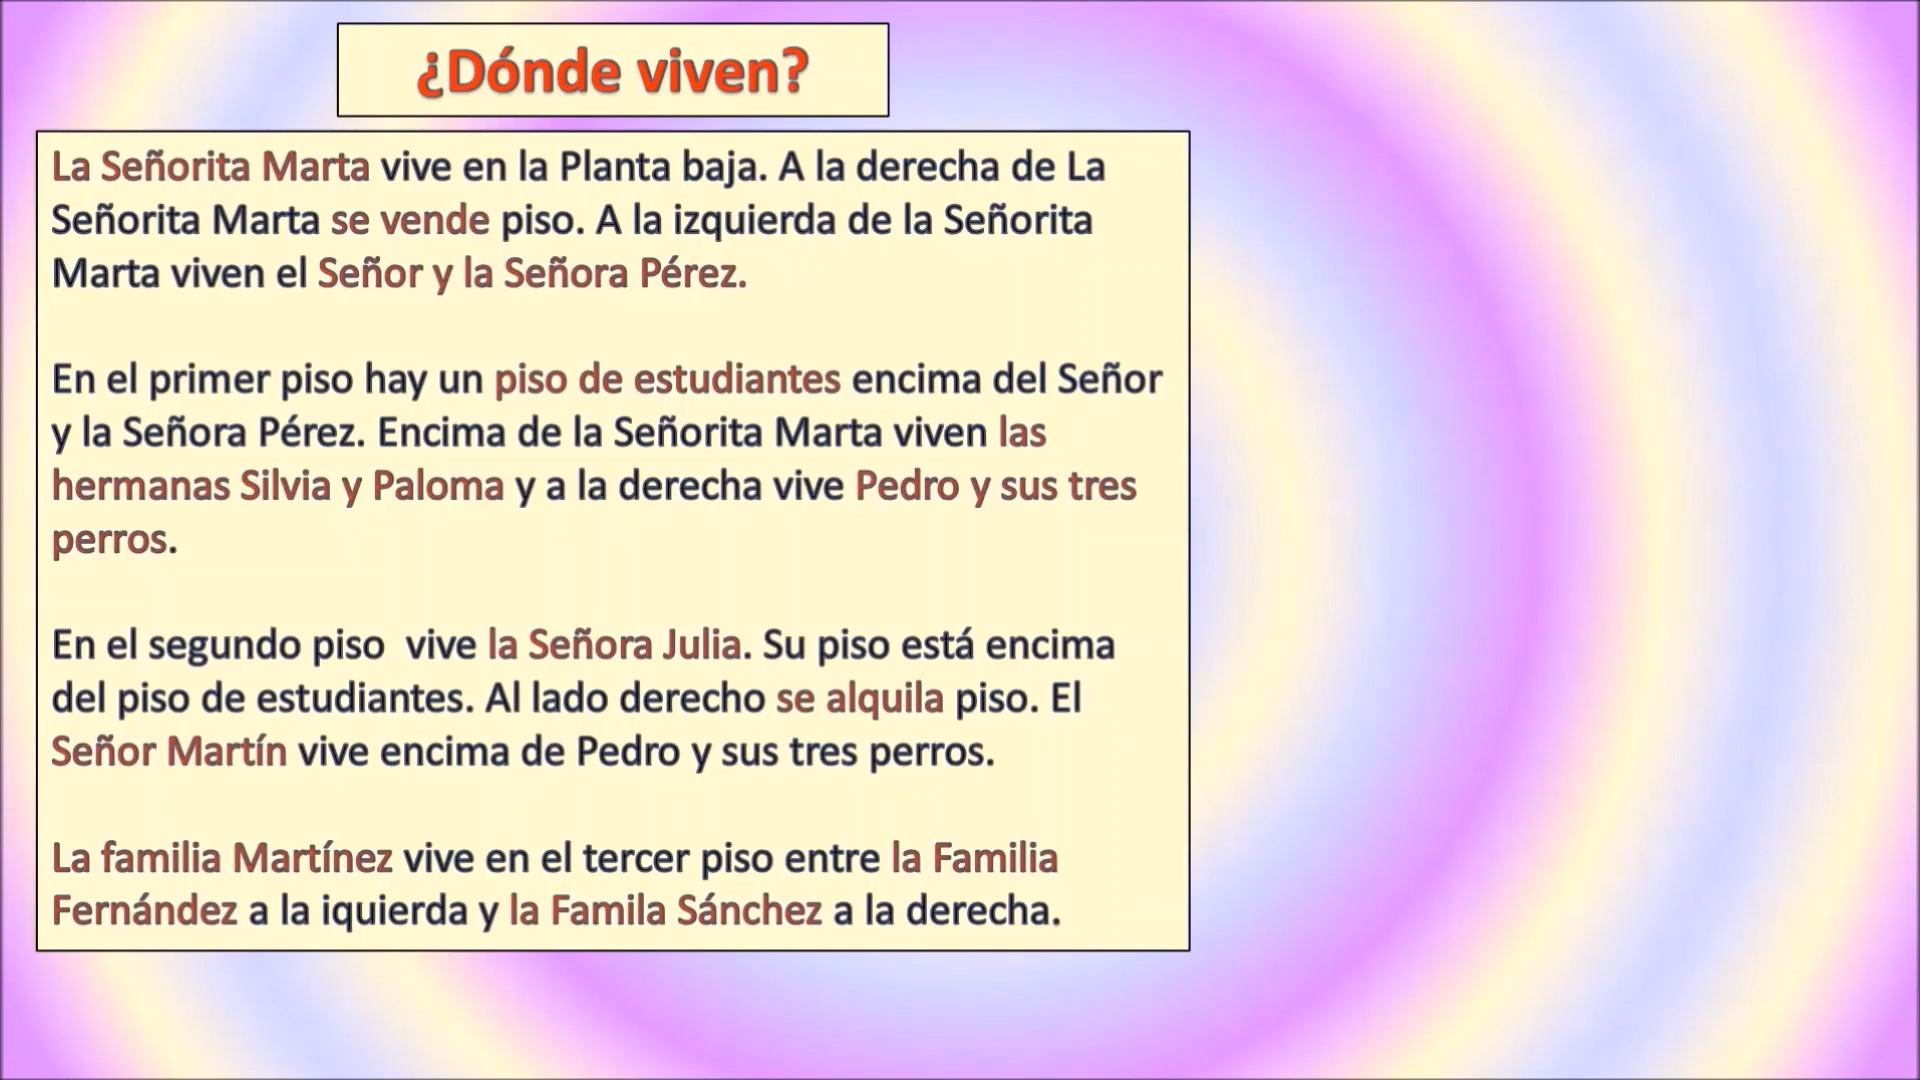 ¿Dónde viven?
La Señorita Marta vive en la Planta baja. A la derecha de La
Señorita Marta se vende piso. A la izquierda de la Señorita
Marta viven el Señor y la Señora Pérez.
En el primer piso hay un piso de estudiantes encima del Señor
y la Señora Pérez. Encima de la Señorita Marta viven las
hermanas Silvia y Paloma y a la derecha vive Pedro y sus tres
perros.
En el segundo piso vive la Señora Julia. Su piso está encima
del piso de estudiantes. Al lado derecho se alquila piso. El
Señor Martín vive encima de Pedro y sus tres perros.
La familia Martínez vive en el tercer piso entre la Familia
Fernández a la iquierda y la Famila Sánchez a la derecha.